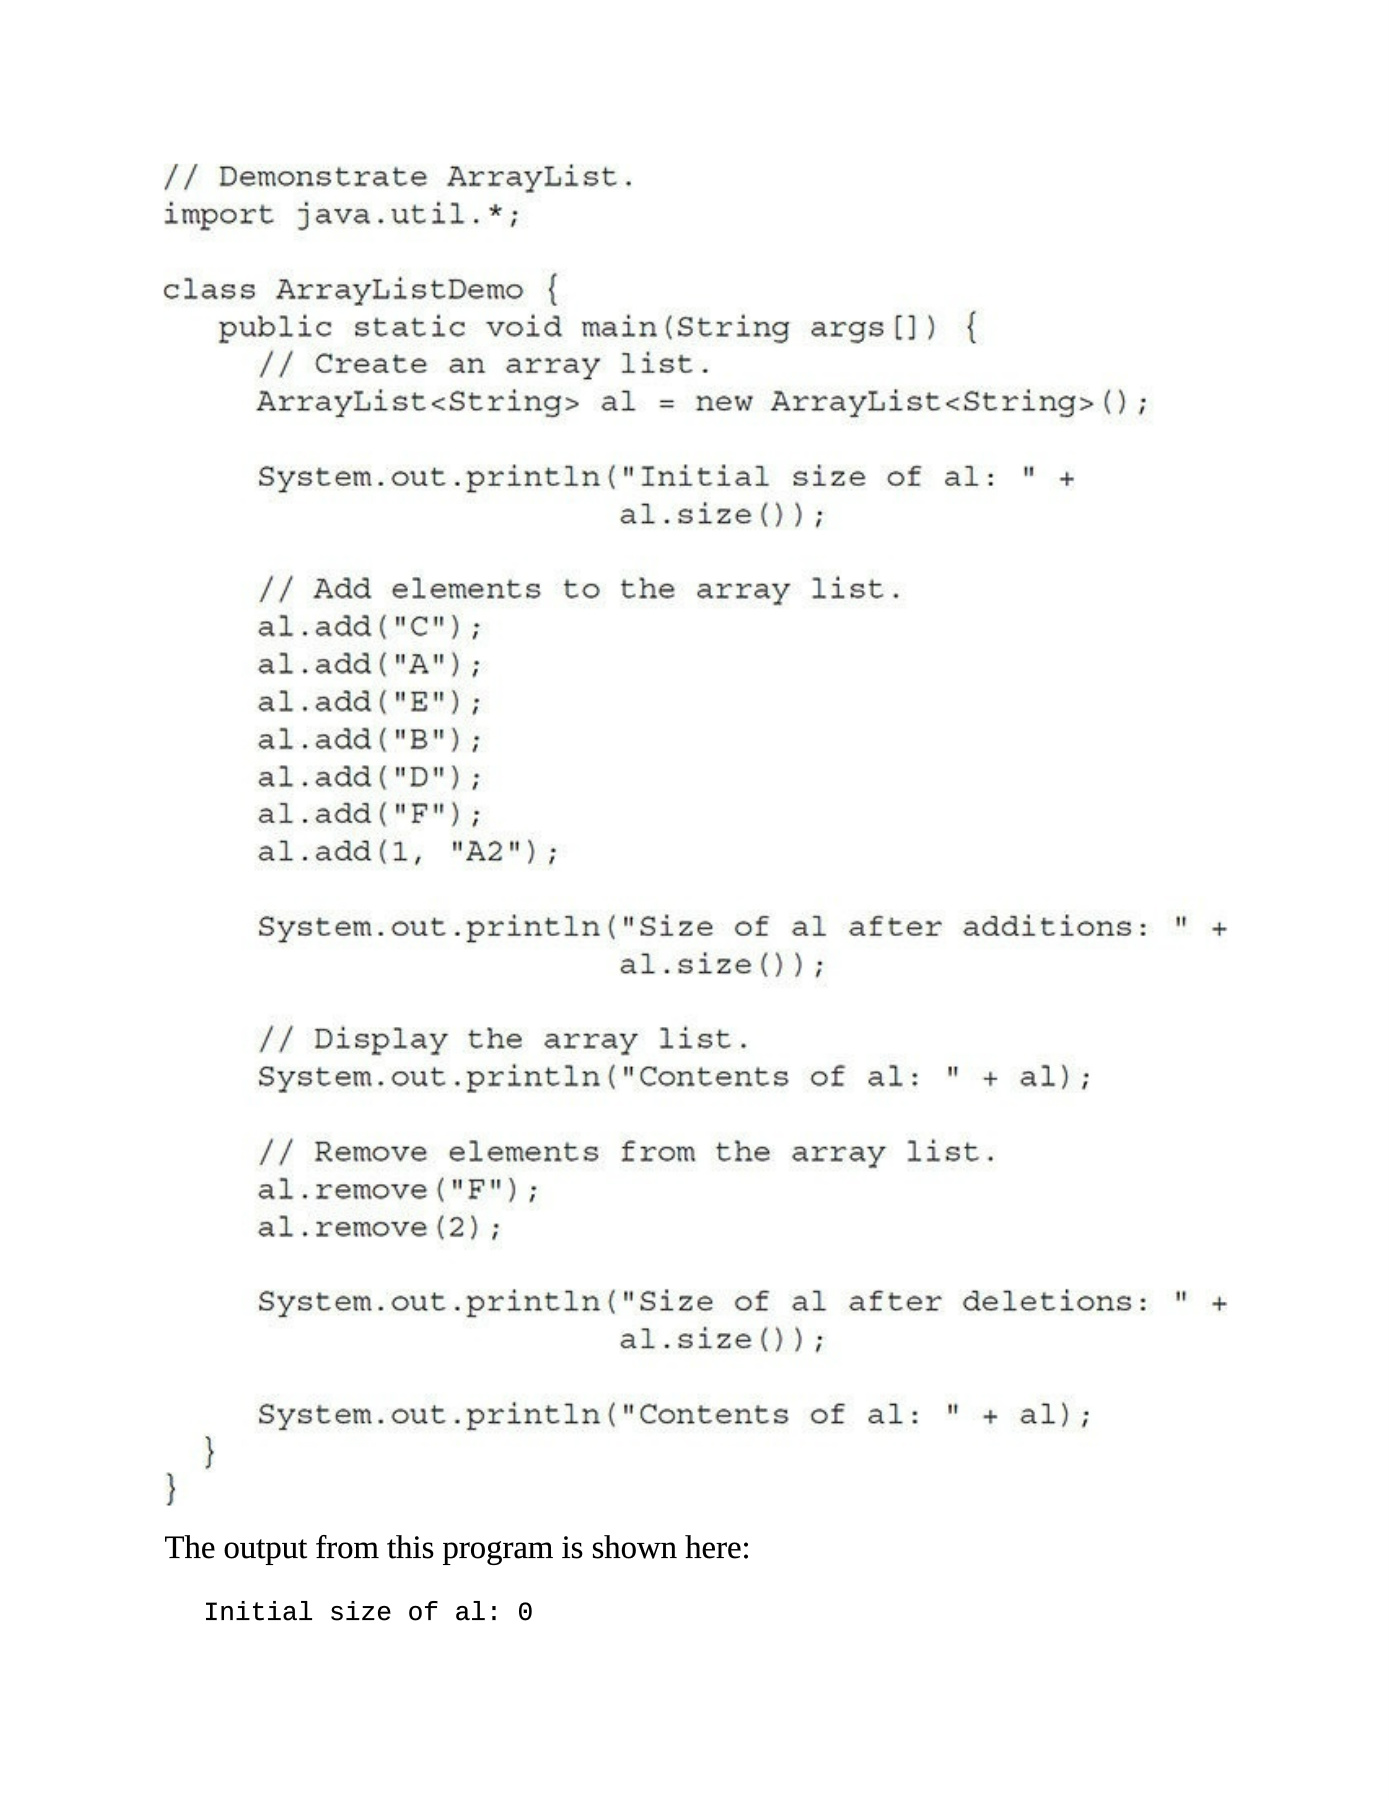 // Demonstrate ArrayList.
import java.util.*;

class ArrayListDemo {
   public static void main(String args[]) {
     // Create an array list.
     ArrayList<String> al = new ArrayList<String>();

     System.out.println("Initial size of al: " +
                        al.size());

     // Add elements to the array list.
     al.add("C");
     al.add("A");
     al.add("E");
     al.add("B");
     al.add("D");
     al.add("F");
     al.add(1, "A2");

     System.out.println("Size of al after additions: " +
                        al.size());

     // Display the array list.
     System.out.println("Contents of al: " + al);

     // Remove elements from the array list.
     al.remove("F");
     al.remove(2);

     System.out.println("Size of al after deletions: " +
                        al.size());

     System.out.println("Contents of al: " + al);
  }
}
The output from this program is shown here:
Initial size of al: 0